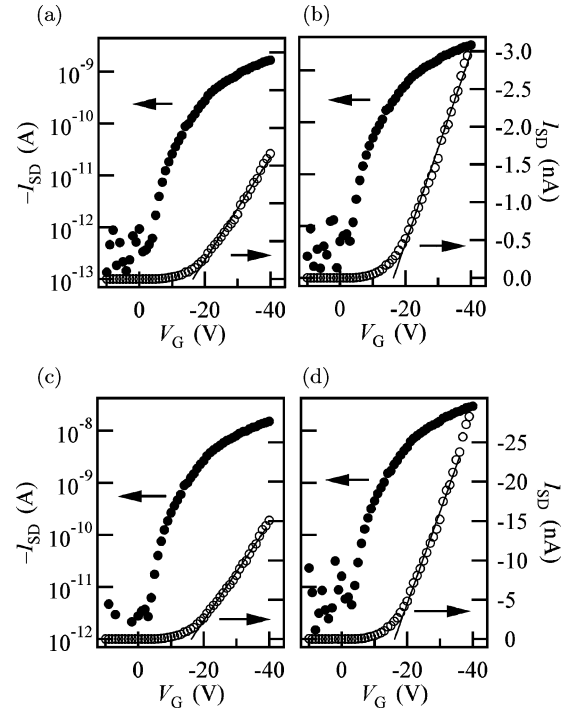 (a)
(b)
10⁻⁹
10⁻¹⁰
10⁻¹¹
10⁻¹²
10⁻¹³
−I_SD (A)
-3.0
-2.5
-2.0
-1.5
-1.0
-0.5
0.0
I_SD (nA)
0 -20 -40
0 -20 -40
V_G (V)
V_G (V)
(c)
(d)
10⁻⁸
10⁻⁹
10⁻¹⁰
10⁻¹¹
10⁻¹²
−I_SD (A)
-25
-20
-15
-10
-5
0
I_SD (nA)
0 -20 -40
0 -20 -40
V_G (V)
V_G (V)